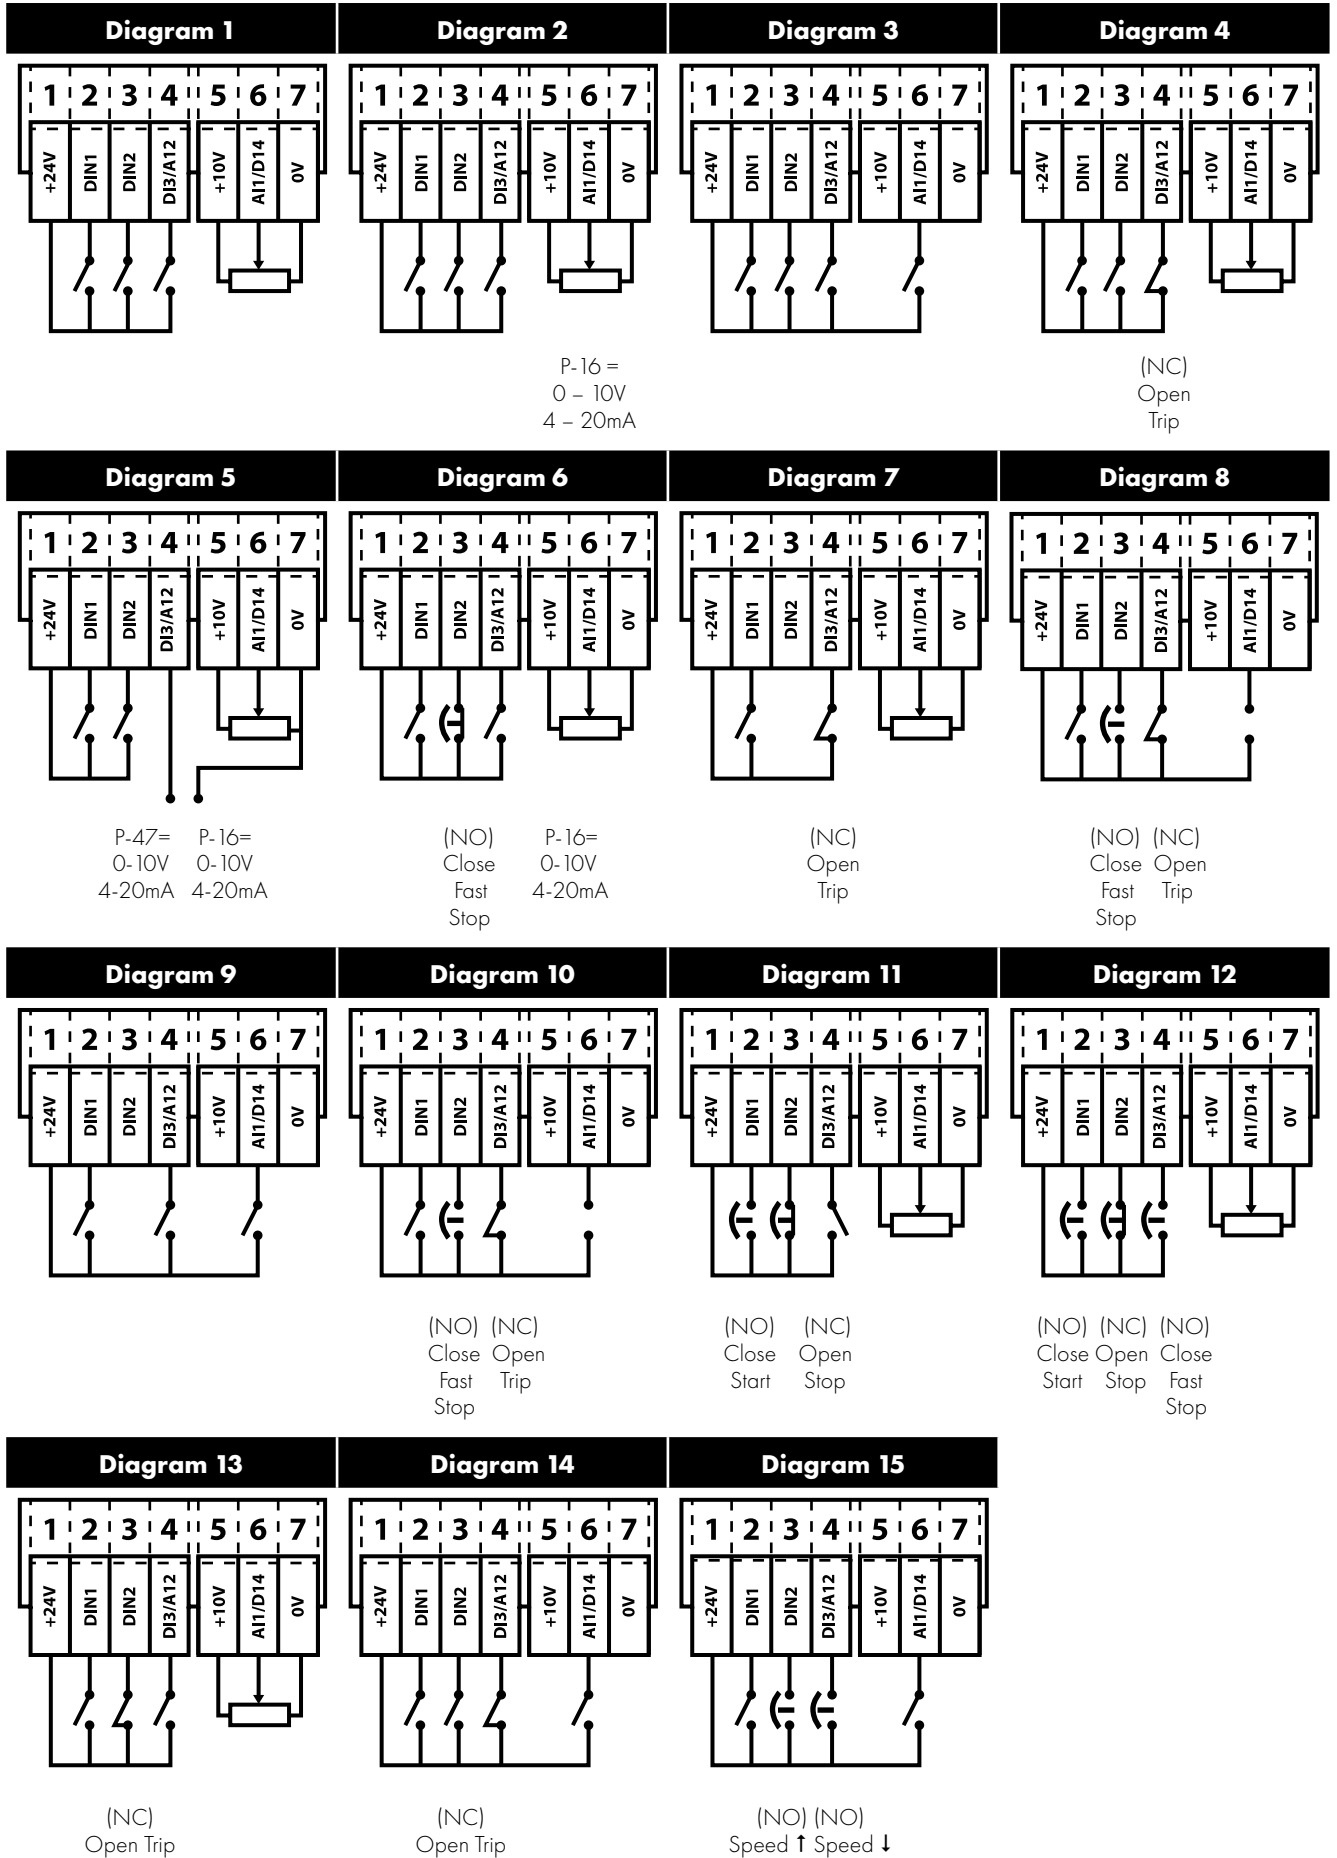 Diagram 1 Diagram 2 Diagram 3 Diagram 4
1 2 3 4 5 6 7 1 2 3 4 5 6 7 1 2 3 4 5 6 7 1 2 3 4 5 6 7
+24V DIN1 DIN2 DI3/A12 +10V AI1/D14 0V +24V DIN1 DIN2 DI3/A12 +10V AI1/D14 0V +24V DIN1 DIN2 DI3/A12 +10V AI1/D14 0V +24V DIN1 DIN2 DI3/A12 +10V AI1/D14 0V
P-16 = (NC)
0 – 10V Open
4 – 20mA Trip
Diagram 5 Diagram 6 Diagram 7 Diagram 8
1 2 3 4 5 6 7 1 2 3 4 5 6 7 1 2 3 4 5 6 7 1 2 3 4 5 6 7
+24V DIN1 DIN2 DI3/A12 +10V AI1/D14 0V +24V DIN1 DIN2 DI3/A12 +10V AI1/D14 0V +24V DIN1 DIN2 DI3/A12 +10V AI1/D14 0V +24V DIN1 DIN2 DI3/A12 +10V AI1/D14 0V
P-47= P-16= (NO) P-16= (NC) (NO) (NC)
0-10V 0-10V Close 0-10V Open Close Open
4-20mA 4-20mA Fast 4-20mA Trip Fast Trip
Stop Stop
Diagram 9 Diagram 10 Diagram 11 Diagram 12
1 2 3 4 5 6 7 1 2 3 4 5 6 7 1 2 3 4 5 6 7 1 2 3 4 5 6 7
+24V DIN1 DIN2 DI3/A12 +10V AI1/D14 0V +24V DIN1 DIN2 DI3/A12 +10V AI1/D14 0V +24V DIN1 DIN2 DI3/A12 +10V AI1/D14 0V +24V DIN1 DIN2 DI3/A12 +10V AI1/D14 0V
(NO) (NC) (NO) (NC) (NO) (NC) (NO)
Close Open Close Open Close Open Close
Fast Trip Start Stop Start Stop Fast
Stop Stop
Diagram 13 Diagram 14 Diagram 15
1 2 3 4 5 6 7 1 2 3 4 5 6 7 1 2 3 4 5 6 7
+24V DIN1 DIN2 DI3/A12 +10V AI1/D14 0V +24V DIN1 DIN2 DI3/A12 +10V AI1/D14 0V +24V DIN1 DIN2 DI3/A12 +10V AI1/D14 0V
(NC) (NC) (NO) (NO)
Open Trip Open Trip Speed ↑ Speed ↓